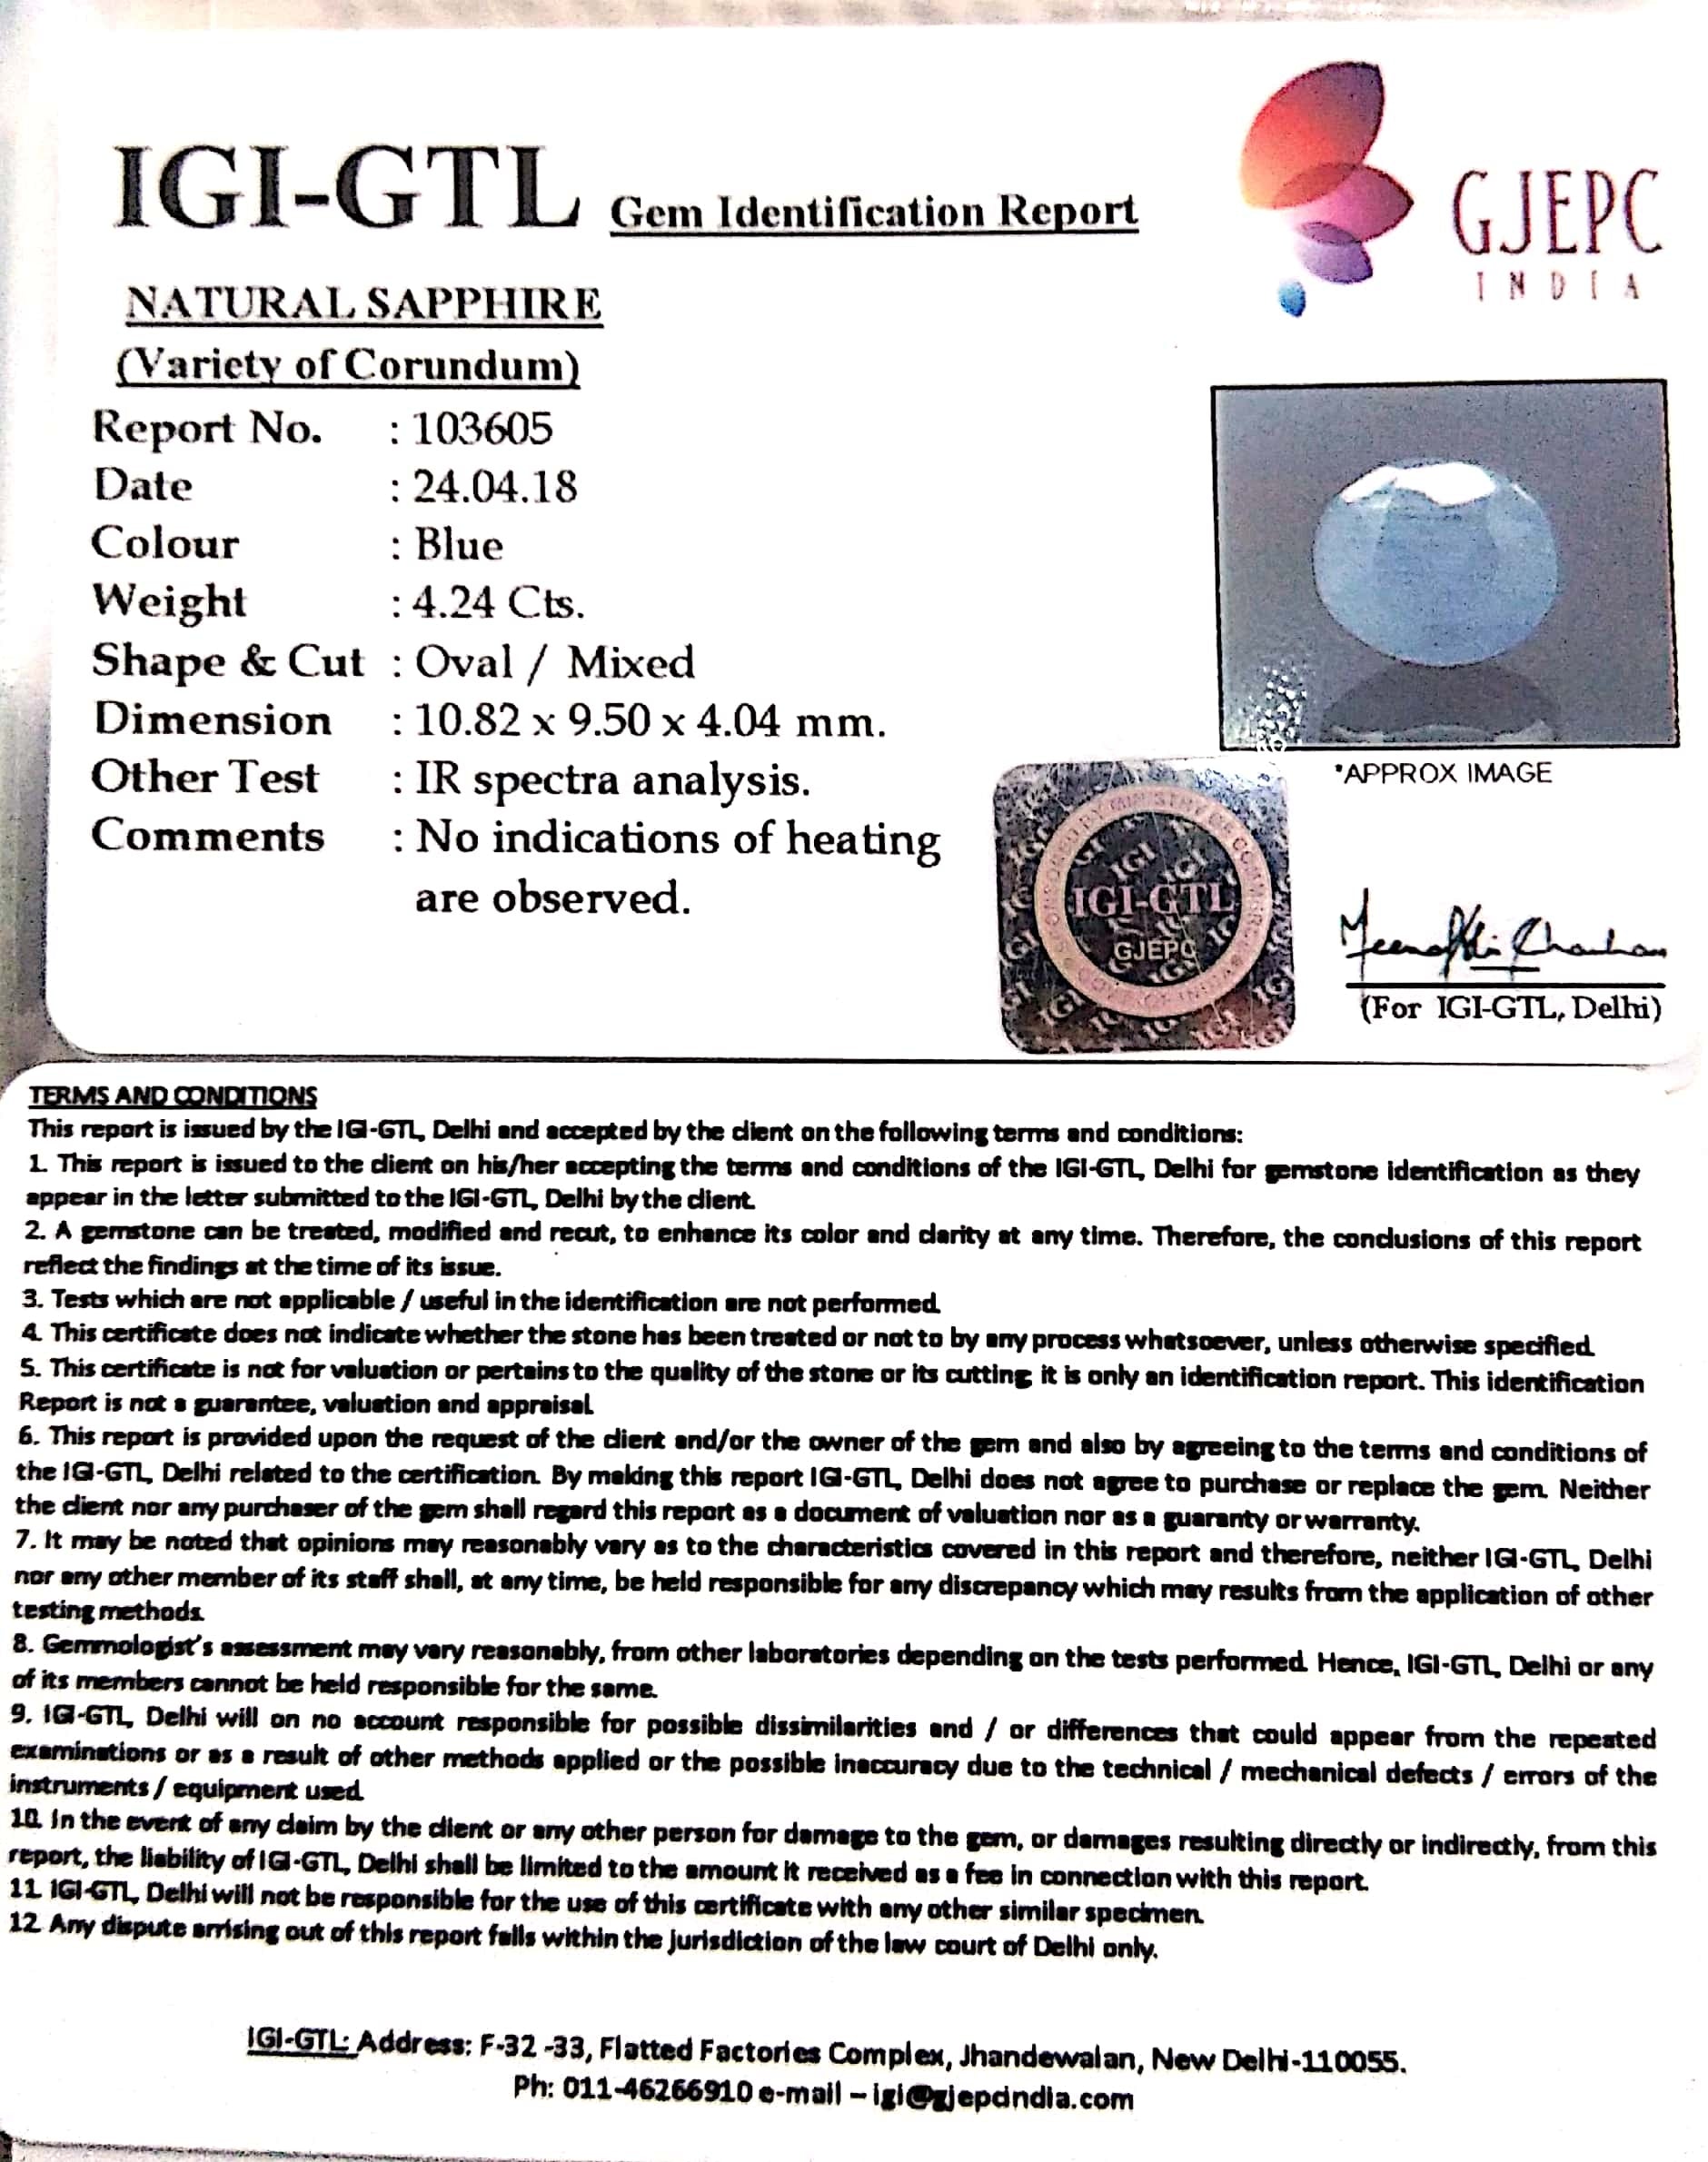 IGI-GTL Gem Identification Report
GJEPC
INDIA
NATURAL SAPPHIRE
(Variety of Corundum)
Report No. : 103605
Date : 24.04.18
Colour : Blue
Weight : 4.24 Cts.
Shape & Cut : Oval / Mixed
Dimension : 10.82 x 9.50 x 4.04 mm.
Other Test : IR spectra analysis.
Comments : No indications of heating
are observed.
*APPROX IMAGE
IGI-GTL
GJEPC
Meenakshi Chauhan
(For IGI-GTL, Delhi)
TERMS AND CONDITIONS
This report is issued by the IGI-GTL, Delhi and accepted by the client on the following terms and conditions:
1. This report is issued to the client on his/her accepting the terms and conditions of the IGI-GTL, Delhi for gemstone identification as they
appear in the letter submitted to the IGI-GTL, Delhi by the client.
2. A gemstone can be treated, modified and recut, to enhance its color and clarity at any time. Therefore, the conclusions of this report
reflect the findings at the time of its issue.
3. Tests which are not applicable / useful in the identification are not performed.
4. This certificate does not indicate whether the stone has been treated or not to by any process whatsoever, unless otherwise specified.
5. This certificate is not for valuation or pertains to the quality of the stone or its cutting; it is only an identification report. This identification
Report is not a guarantee, valuation and appraisal.
6. This report is provided upon the request of the client and/or the owner of the gem and also by agreeing to the terms and conditions of
the IGI-GTL, Delhi related to the certification. By making this report IGI-GTL, Delhi does not agree to purchase or replace the gem. Neither
the client nor any purchaser of the gem shall regard this report as a document of valuation nor as a guaranty or warranty.
7. It may be noted that opinions may reasonably vary as to the characteristics covered in this report and therefore, neither IGI-GTL, Delhi
nor any other member of its staff shall, at any time, be held responsible for any discrepancy which may results from the application of other
testing methods.
8. Gemmologist's assessment may vary reasonably, from other laboratories depending on the tests performed. Hence, IGI-GTL, Delhi or any
of its members cannot be held responsible for the same.
9. IGI-GTL, Delhi will on no account responsible for possible dissimilarities and / or differences that could appear from the repeated
examinations or as a result of other methods applied or the possible inaccuracy due to the technical / mechanical defects / errors of the
instruments / equipment used.
10. In the event of any claim by the client or any other person for damage to the gem, or damages resulting directly or indirectly, from this
report, the liability of IGI-GTL, Delhi shall be limited to the amount it received as a fee in connection with this report.
11. IGI-GTL, Delhi will not be responsible for the use of this certificate with any other similar specimen.
12. Any dispute arrising out of this report falls within the jurisdiction of the law court of Delhi only.
IGI-GTL: Address: F-32 -33, Flatted Factories Complex, Jhandewalan, New Delhi-110055.
Ph: 011-46266910 e-mail – igi@gjepcindia.com